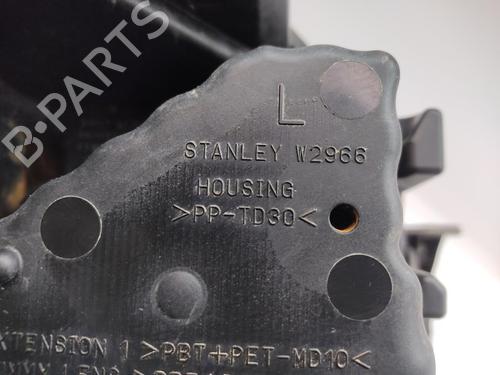 B-PARTS
L
STANLEY W2966
HOUSING
>PP-TD30<
EXTENSION 1 >PBT+PET-MD10<